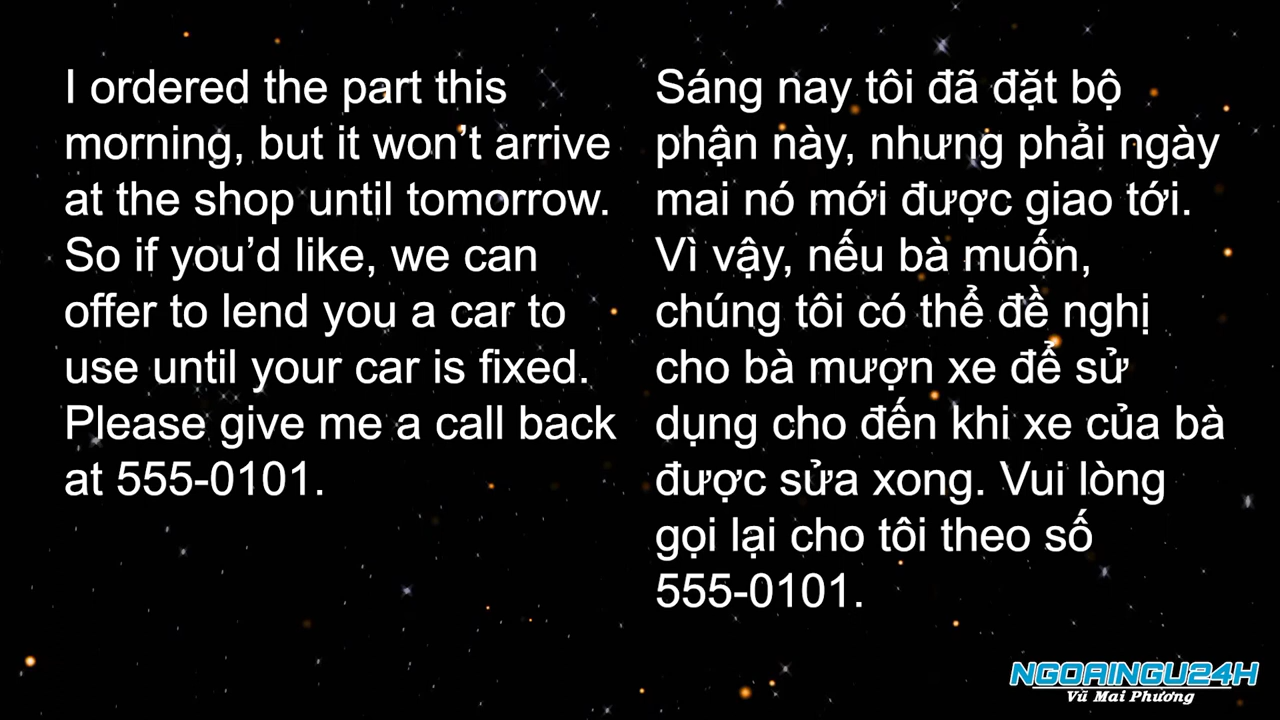 I ordered the part this
morning, but it won’t arrive
at the shop until tomorrow.
So if you’d like, we can
offer to lend you a car to
use until your car is fixed.
Please give me a call back
at 555-0101.
Sáng nay tôi đã đặt bộ
phận này, nhưng phải ngày
mai nó mới được giao tới.
Vì vậy, nếu bà muốn,
chúng tôi có thể đề nghị
cho bà mượn xe để sử
dụng cho đến khi xe của bà
được sửa xong. Vui lòng
gọi lại cho tôi theo số
555-0101.
NGOAINGU24H
Vũ Mai Phương